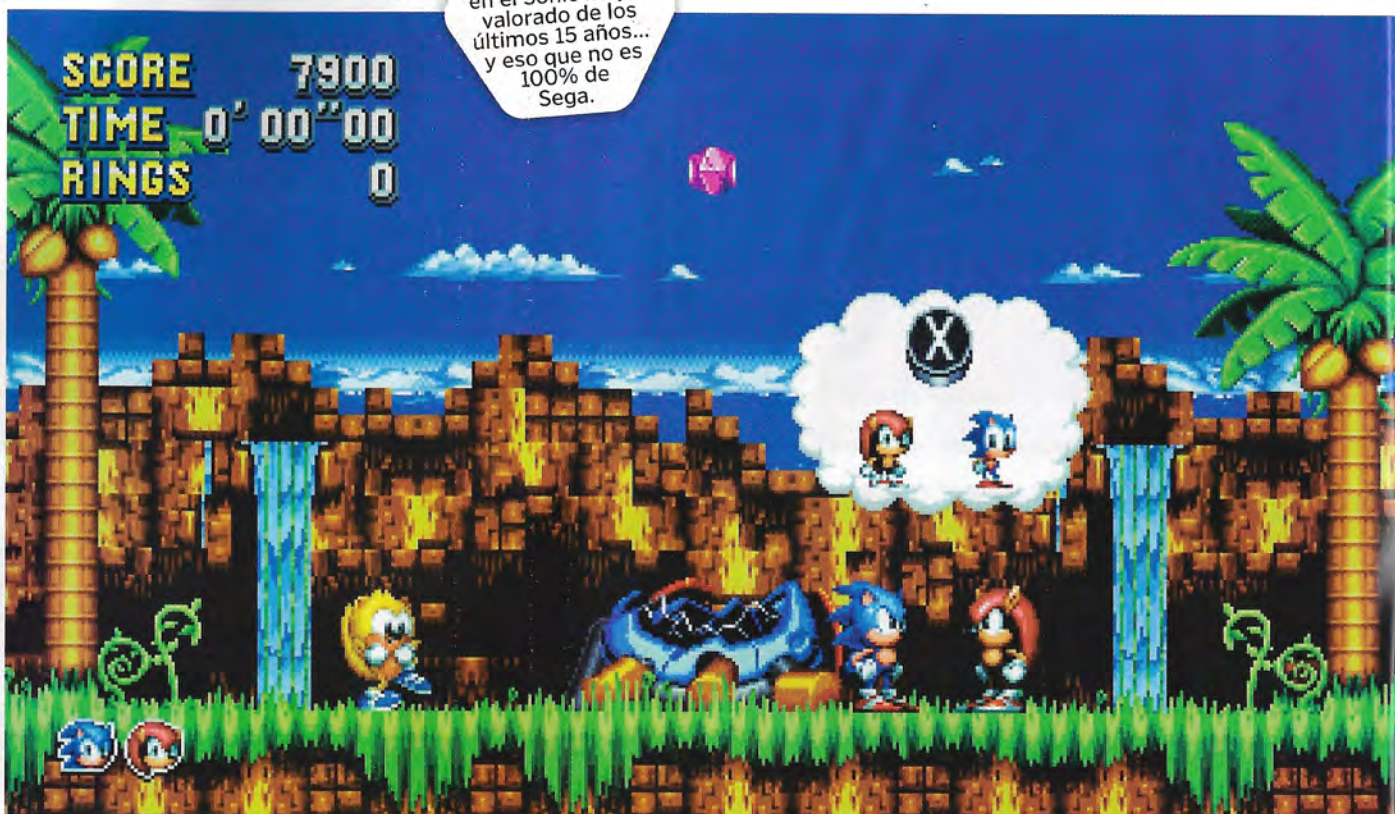 valorado de los
últimos 15 años...
y eso que no es
100% de
Sega.
SCORE 7900
TIME 0' 00"00
RINGS 0
X